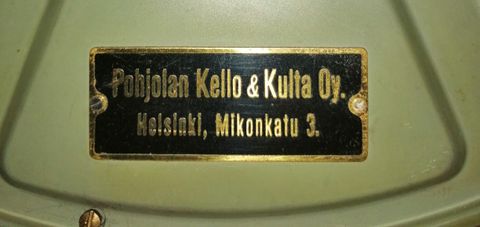 Pohjolan Kello & Kulta Oy.
Helsinki, Mikonkatu 3.